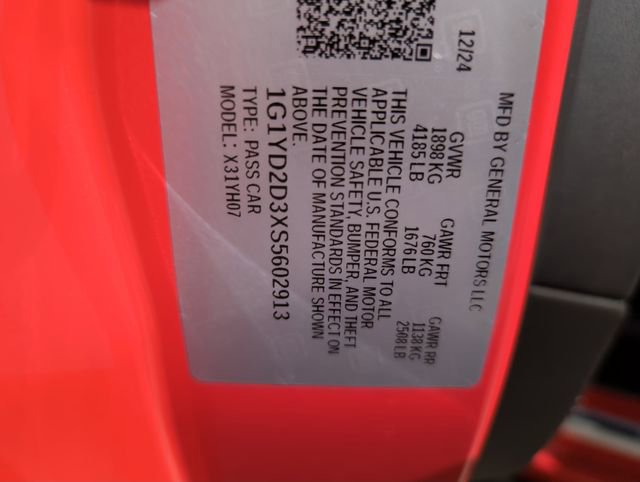 MFD BY GENERAL MOTORS LLC
12/24
GVWR GAWR FRT GAWR RR
1898 KG 760 KG 1138 KG
4185 LB 1676 LB 2508 LB
THIS VEHICLE CONFORMS TO ALL
APPLICABLE U.S. FEDERAL MOTOR
VEHICLE SAFETY, BUMPER, AND THEFT
PREVENTION STANDARDS IN EFFECT ON
THE DATE OF MANUFACTURE SHOWN
ABOVE.
1G1YD2D3XS5602913
TYPE: PASS CAR
MODEL: X31YH07